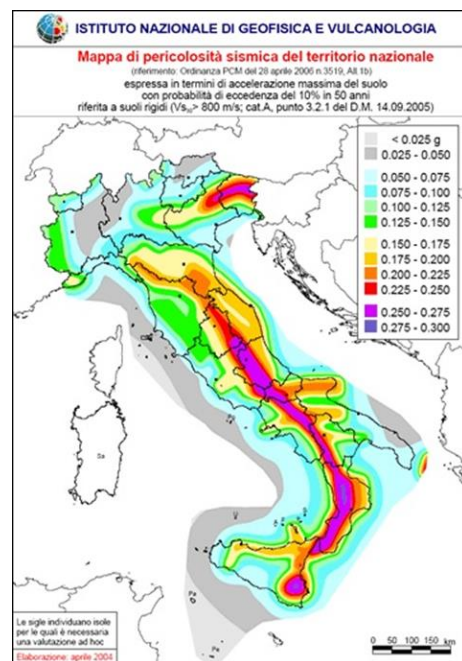 ISTITUTO NAZIONALE DI GEOFISICA E VULCANOLOGIA
Mappa di pericolosità sismica del territorio nazionale
(riferimento: Ordinanza PCM del 28 aprile 2006 n.3519, All.1b)
espressa in termini di accelerazione massima del suolo
con probabilità di eccedenza del 10% in 50 anni
riferita a suoli rigidi (Vs30> 800 m/s; cat.A, punto 3.2.1 del D.M. 14.09.2005)
< 0.025 g
0.025 - 0.050
0.050 - 0.075
0.075 - 0.100
0.100 - 0.125
0.125 - 0.150
0.150 - 0.175
0.175 - 0.200
0.200 - 0.225
0.225 - 0.250
0.250 - 0.275
0.275 - 0.300
Sa
U
Pa
Pe
Le sigle individuano isole
per le quali è necessaria
una valutazione ad hoc
Elaborazione: aprile 2004
0 50 100 150 km